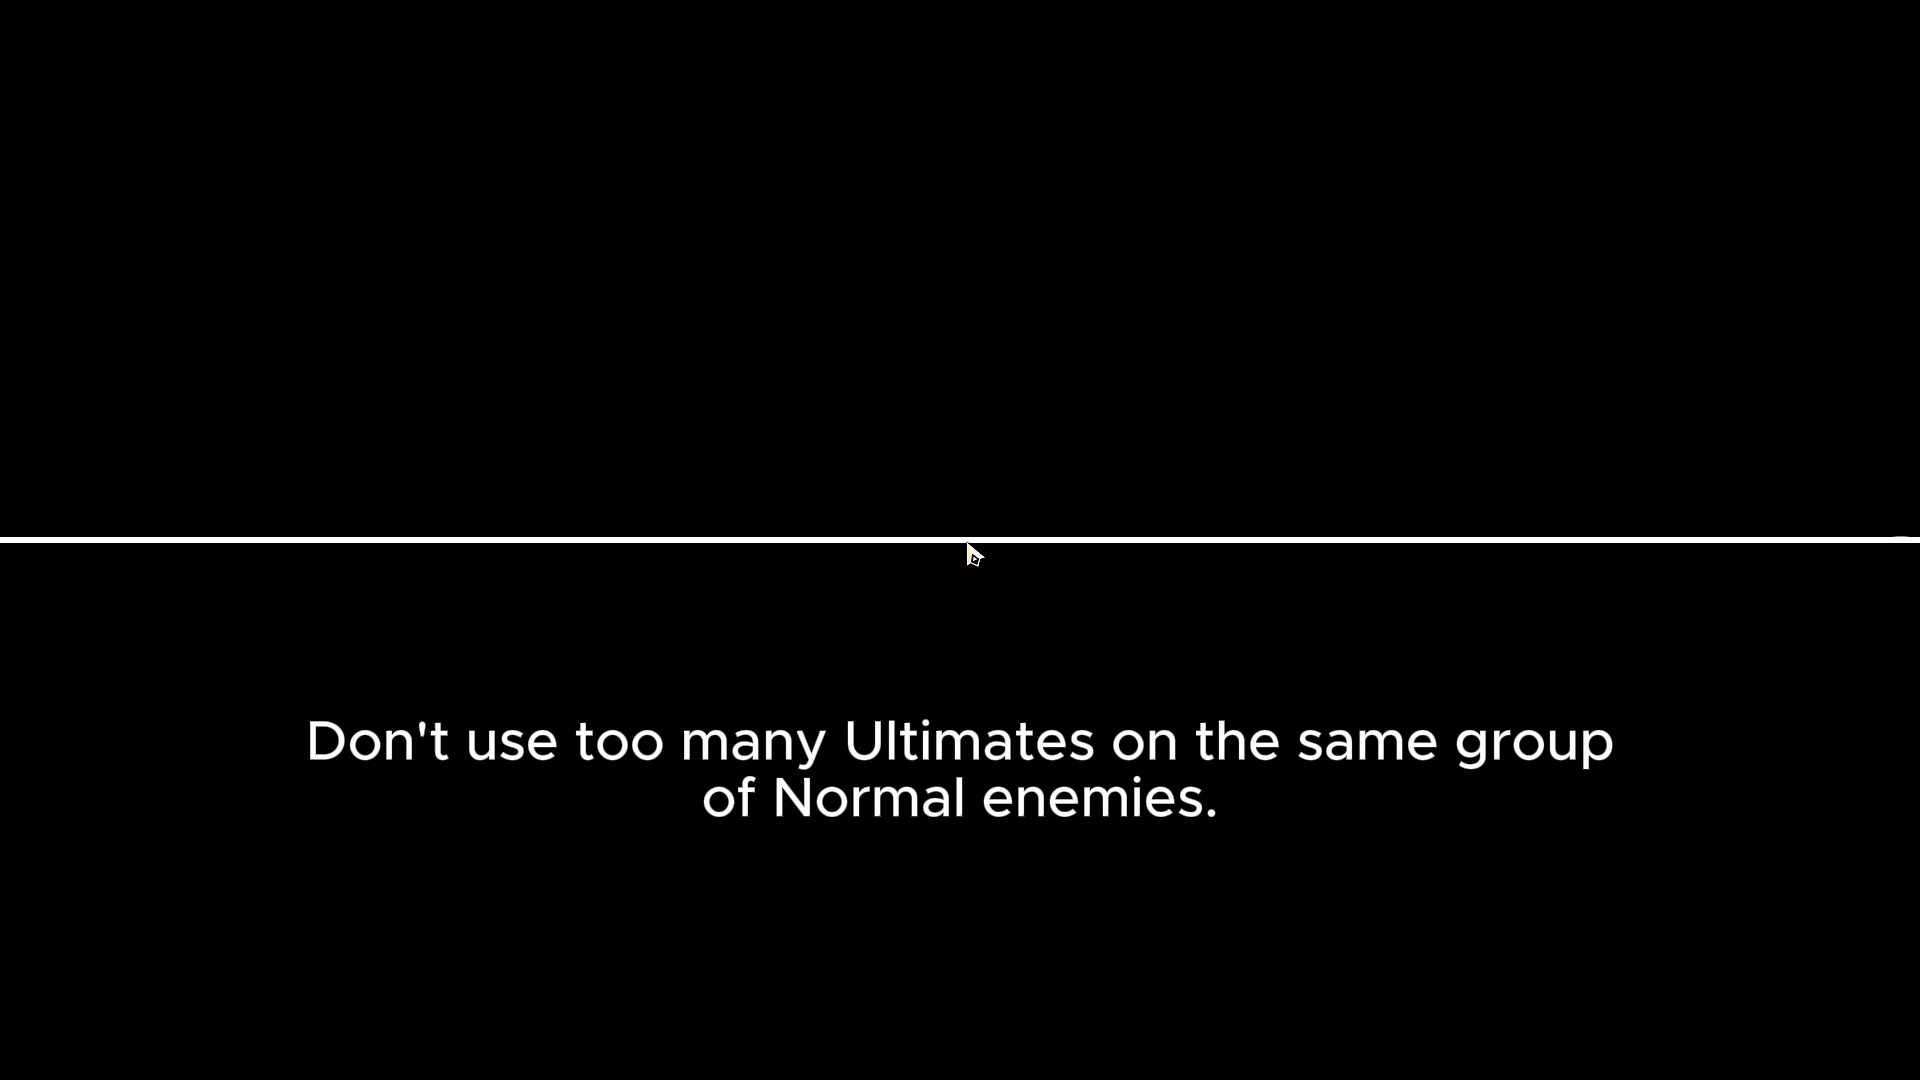 Don't use too many Ultimates on the same group
of Normal enemies.